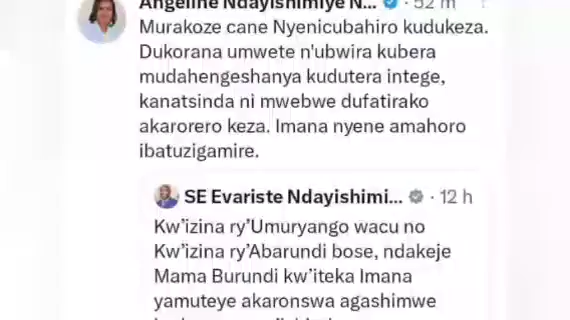 Angeline Ndayishimiye N... · 52 m
Murakoze cane Nyenicubahiro kudukeza.
Dukorana umwete n'ubwira kubera
mudahengeshanya kudutera intege,
kanatsinda ni mwebwe dufatirako
akarorero keza. Imana nyene amahoro
ibatuzigamire.
SE Evariste Ndayishimi... · 12 h
Kw'izina ry'Umuryango wacu no
Kw'izina ry'Abarundi bose, ndakeje
Mama Burundi kw'iteka Imana
yamuteye akaronswa agashimwe